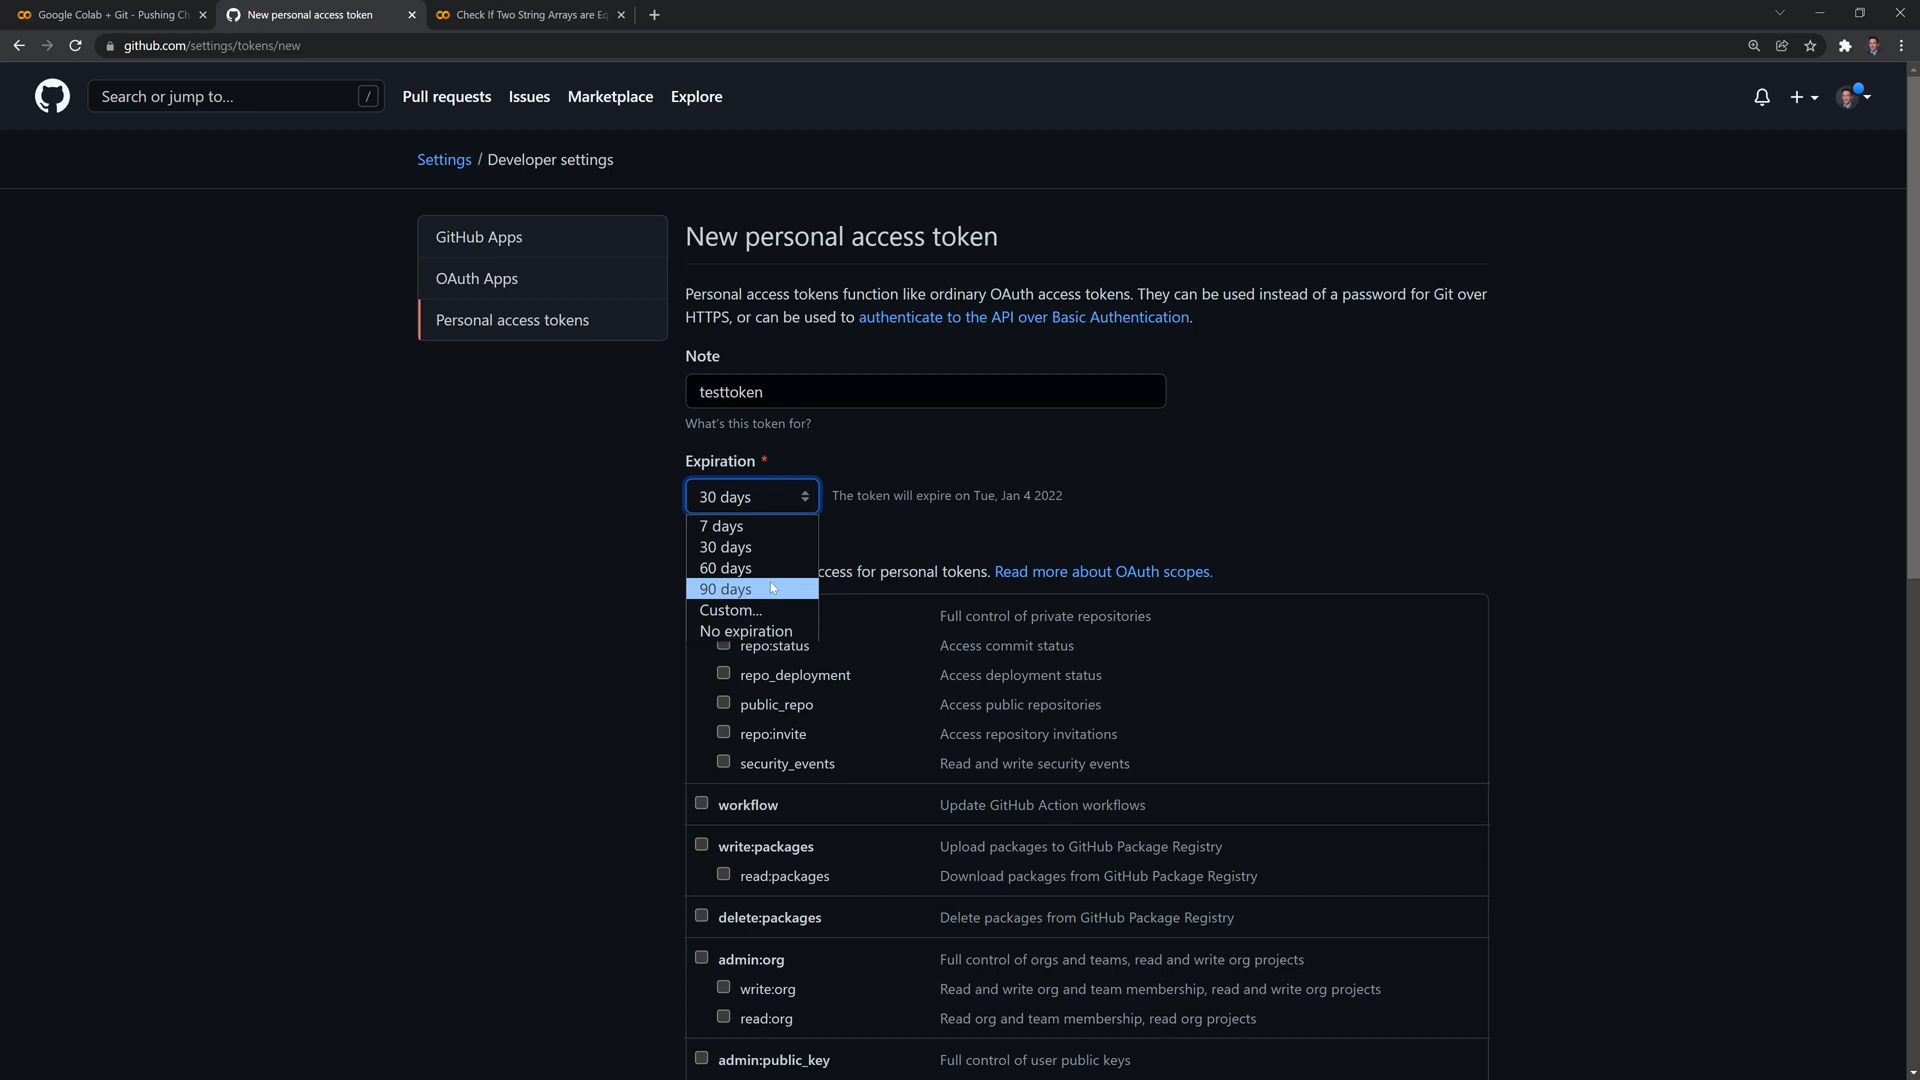 Google Colab + Git - Pushing Ch
New personal access token
Check If Two String Arrays are Eq
github.com/settings/tokens/new
Search or jump to...
/
Pull requests
Issues
Marketplace
Explore
Settings / Developer settings
GitHub Apps
OAuth Apps
Personal access tokens
New personal access token
Personal access tokens function like ordinary OAuth access tokens. They can be used instead of a password for Git over
HTTPS, or can be used to authenticate to the API over Basic Authentication.
Note
testtoken
What's this token for?
Expiration *
30 days
The token will expire on Tue, Jan 4 2022
7 days
30 days
60 days
90 days
Custom...
No expiration
ccess for personal tokens. Read more about OAuth scopes.
Full control of private repositories
repo:status
Access commit status
repo_deployment
Access deployment status
public_repo
Access public repositories
repo:invite
Access repository invitations
security_events
Read and write security events
workflow
Update GitHub Action workflows
write:packages
Upload packages to GitHub Package Registry
read:packages
Download packages from GitHub Package Registry
delete:packages
Delete packages from GitHub Package Registry
admin:org
Full control of orgs and teams, read and write org projects
write:org
Read and write org and team membership, read and write org projects
read:org
Read org and team membership, read org projects
admin:public_key
Full control of user public keys